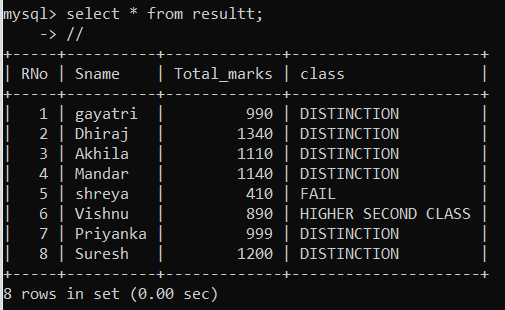 mysql> select * from resultt;
    -> //
+-----+----------+-------------+---------------------+
| RNo | Sname    | Total_marks | class               |
+-----+----------+-------------+---------------------+
|   1 | gayatri  |         990 | DISTINCTION         |
|   2 | Dhiraj   |        1340 | DISTINCTION         |
|   3 | Akhila   |        1110 | DISTINCTION         |
|   4 | Mandar   |        1140 | DISTINCTION         |
|   5 | shreya   |         410 | FAIL                |
|   6 | Vishnu   |         890 | HIGHER SECOND CLASS |
|   7 | Priyanka |         999 | DISTINCTION         |
|   8 | Suresh   |        1200 | DISTINCTION         |
+-----+----------+-------------+---------------------+
8 rows in set (0.00 sec)